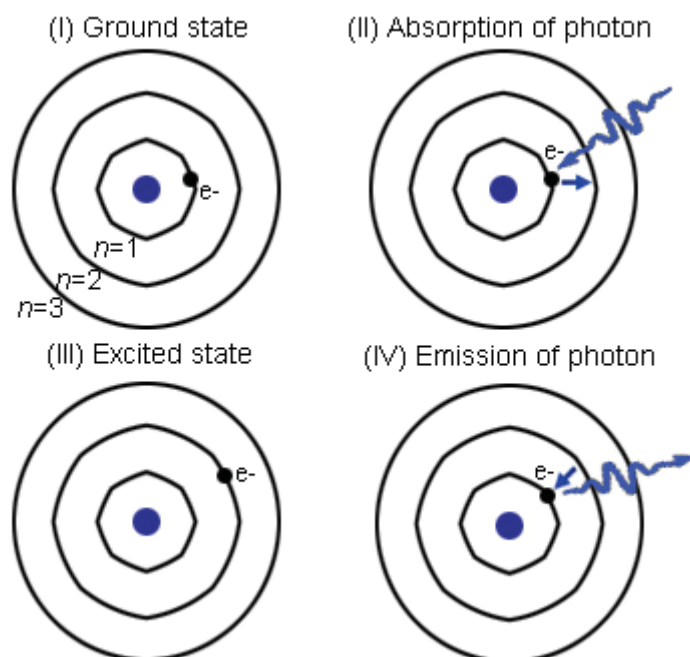 (I) Ground state
(II) Absorption of photon
e-
e-
n=1
n=2
n=3
(III) Excited state
(IV) Emission of photon
e-
e-